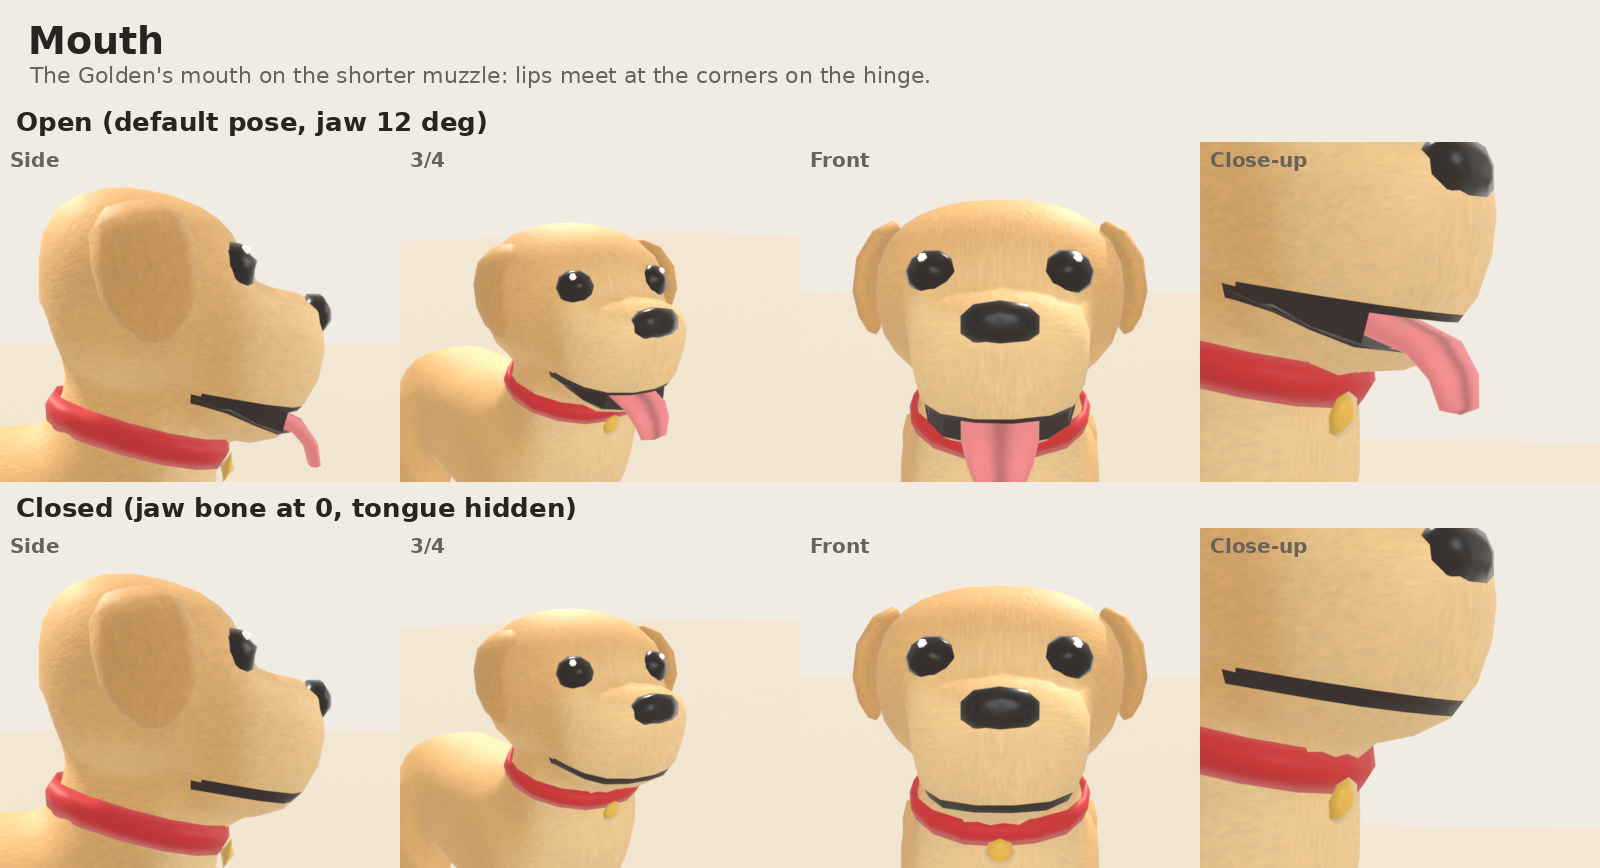 Mouth
The Golden's mouth on the shorter muzzle: lips meet at the corners on the hinge.
Open (default pose, jaw 12 deg)
Side
3/4
Front
Close-up
Closed (jaw bone at 0, tongue hidden)
Side
3/4
Front
Close-up